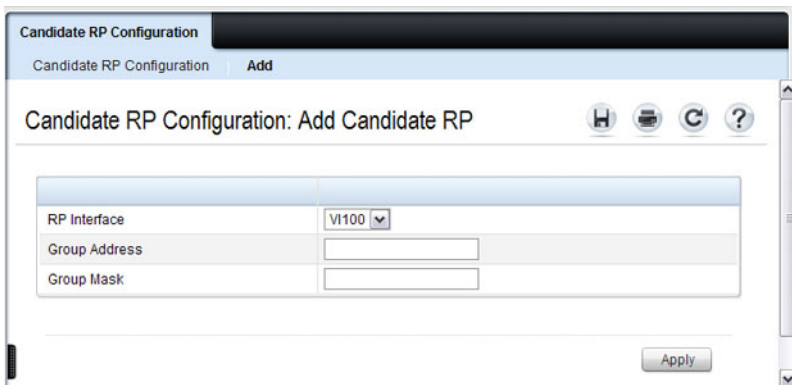 Candidate RP Configuration
Candidate RP Configuration Add
Candidate RP Configuration: Add Candidate RP
RP Interface VI100
Group Address
Group Mask
Apply